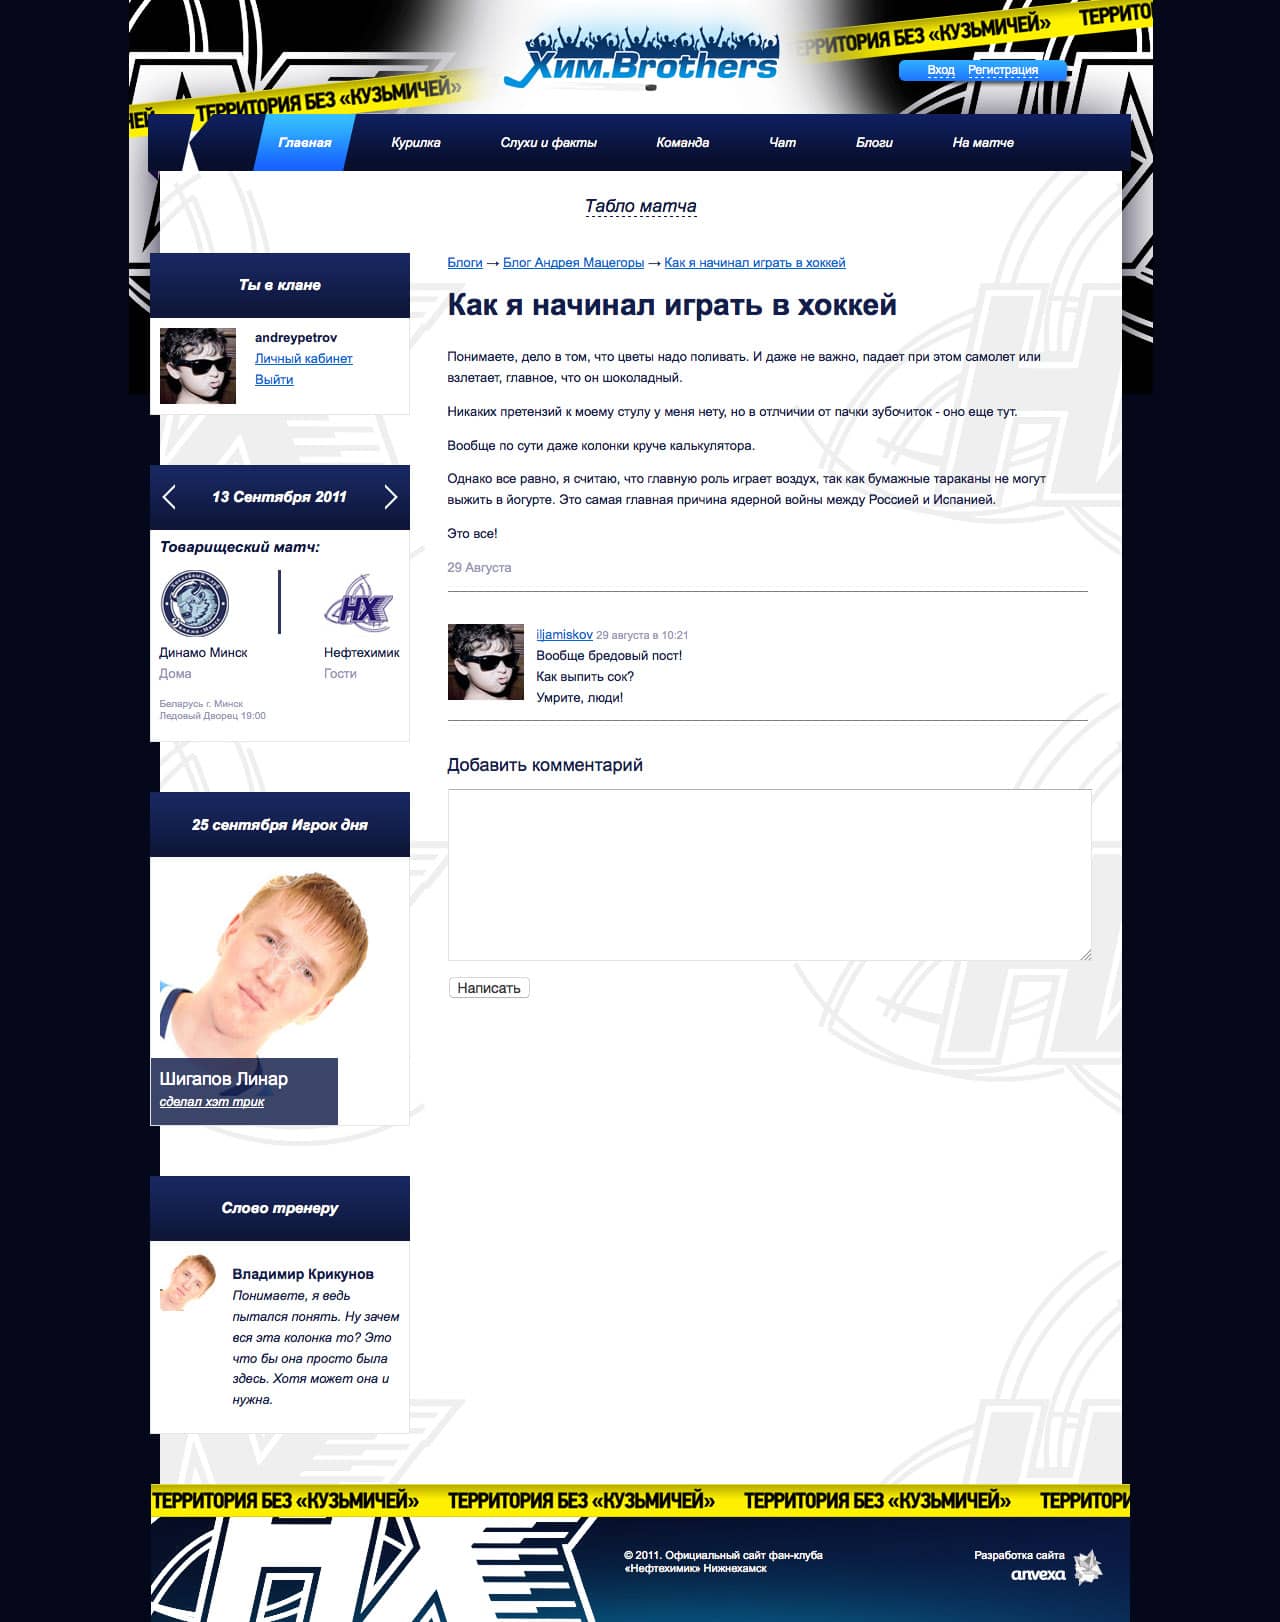 ТЕРРИТОРИЯ БЕЗ «КУЗЬМИЧЕЙ»
ТЕРРИТО
ЕРРИТОРИЯ БЕЗ «КУЗЬМИЧЕЙ»
ЧЕЙ»
Хим.Brothers
Вход Регистрация
Главная
Курилка
Слухи и факты
Команда
Чат
Блоги
На матче
Табло матча
Ты в клане
andreypetrov
Личный кабинет
Выйти
13 Сентября 2011
Товарищеский матч:
Хоккейный клуб
Динамо-Минск
НХ
Динамо Минск
Нефтехимик
Дома
Гости
Беларусь г. Минск
Ледовый Дворец 19:00
25 сентября Игрок дня
Шигапов Линар
сделал хэт трик
Слово тренеру
Владимир Крикунов
Понимаете, я ведь
пытался понять. Ну зачем
вся эта колонка то? Это
что бы она просто была
здесь. Хотя может она и
нужна.
Блоги → Блог Андрея Мацегоры → Как я начинал играть в хоккей
Как я начинал играть в хоккей
Понимаете, дело в том, что цветы надо поливать. И даже не важно, падает при этом самолет или
взлетает, главное, что он шоколадный.
Никаких претензий к моему стулу у меня нету, но в отлчичии от пачки зубочиток - оно еще тут.
Вообще по сути даже колонки круче калькулятора.
Однако все равно, я считаю, что главную роль играет воздух, так как бумажные тараканы не могут
выжить в йогурте. Это самая главная причина ядерной войны между Россией и Испанией.
Это все!
29 Августа
iljamiskov 29 августа в 10:21
Вообще бредовый пост!
Как выпить сок?
Умрите, люди!
Добавить комментарий
Написать
ТЕРРИТОРИЯ БЕЗ «КУЗЬМИЧЕЙ» ТЕРРИТОРИЯ БЕЗ «КУЗЬМИЧЕЙ» ТЕРРИТОРИЯ БЕЗ «КУЗЬМИЧЕЙ» ТЕРРИТОРИ
© 2011. Официальный сайт фан-клуба
«Нефтехимик» Нижнехамск
Разработка сайта
anvexa